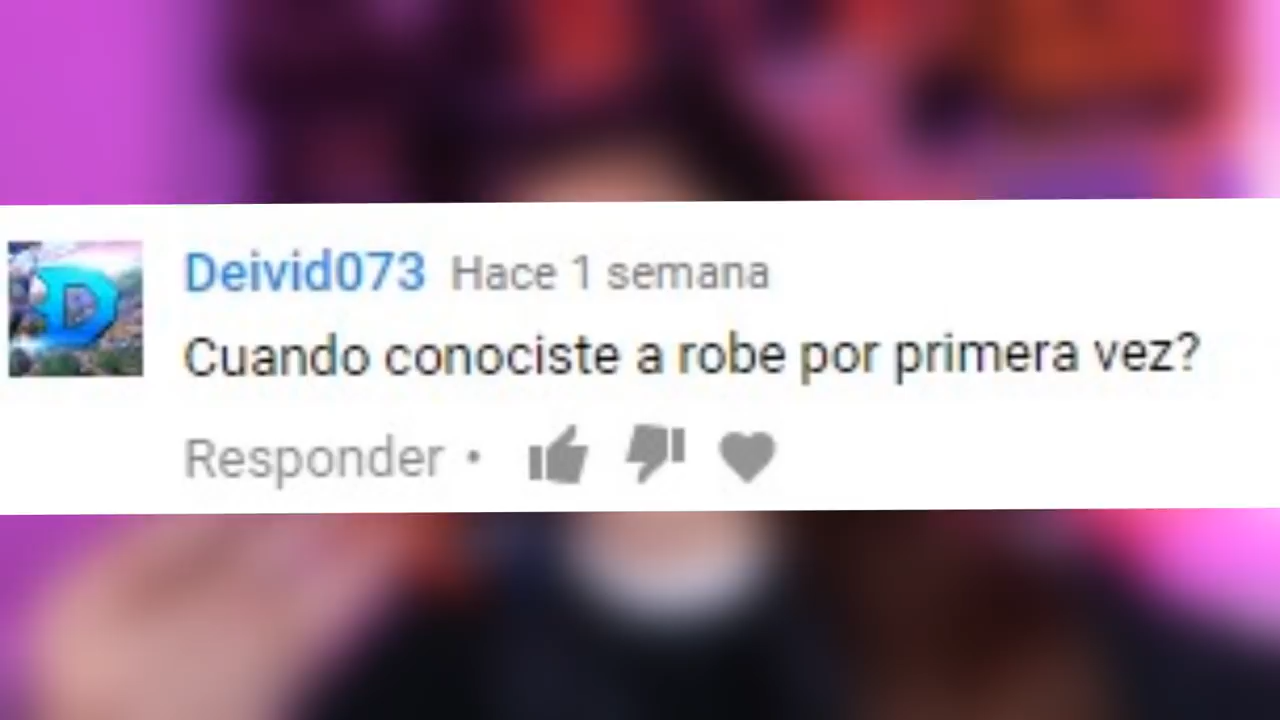 Deivid073 Hace 1 semana
Cuando conociste a robe por primera vez?
Responder •